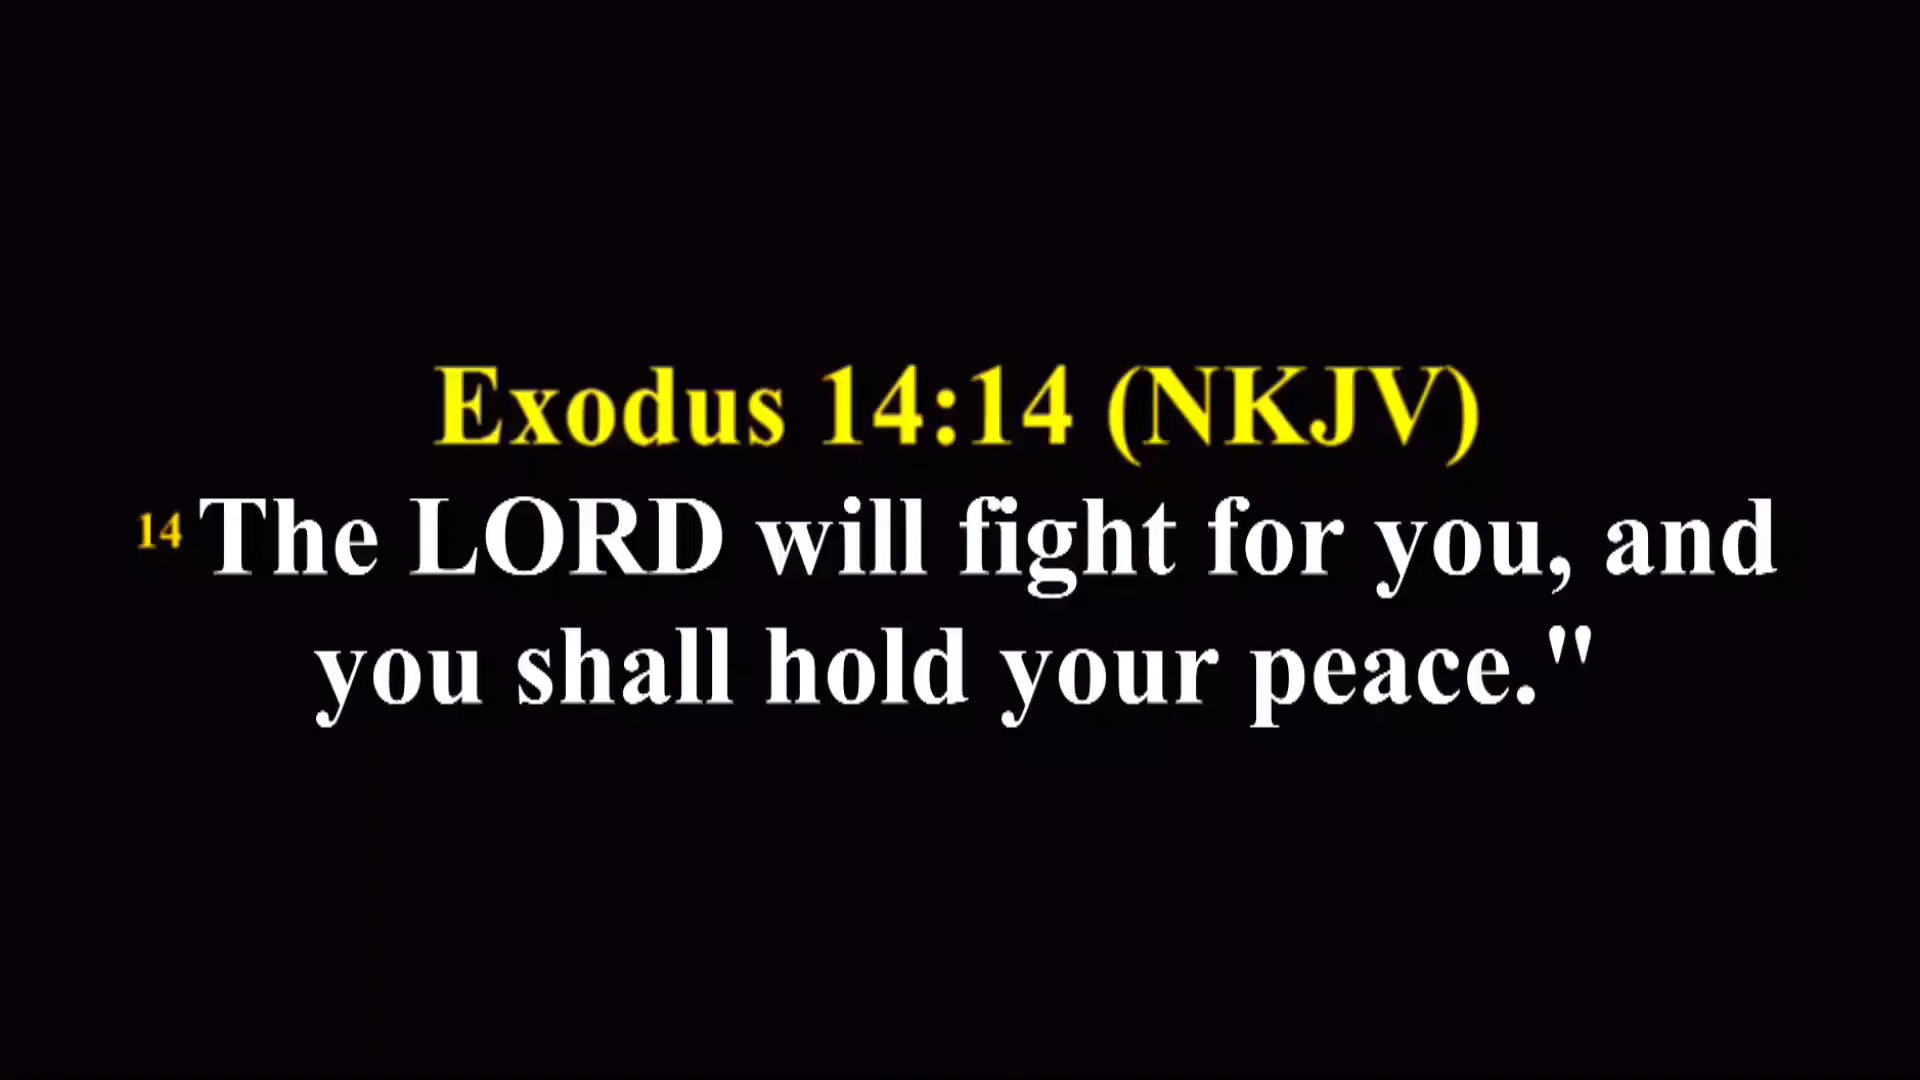 Exodus 14:14 (NKJV)
14 The LORD will fight for you, and
you shall hold your peace."